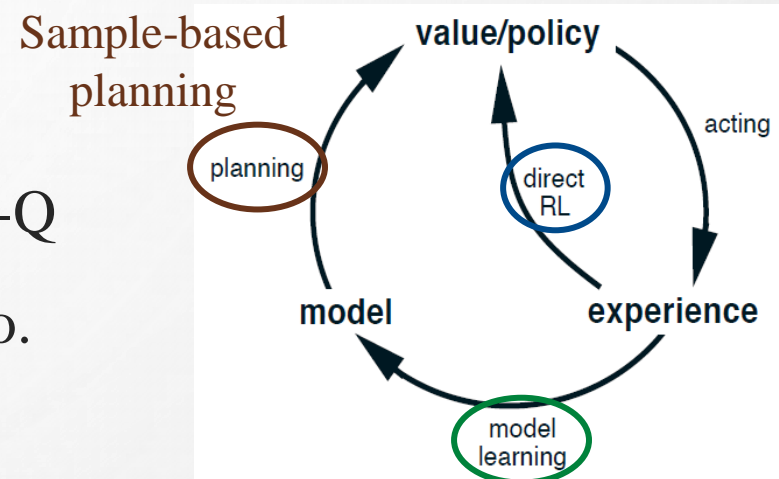 Sample-based
planning
value/policy
acting
planning
direct
RL
-Q
model
experience
o.
model
learning